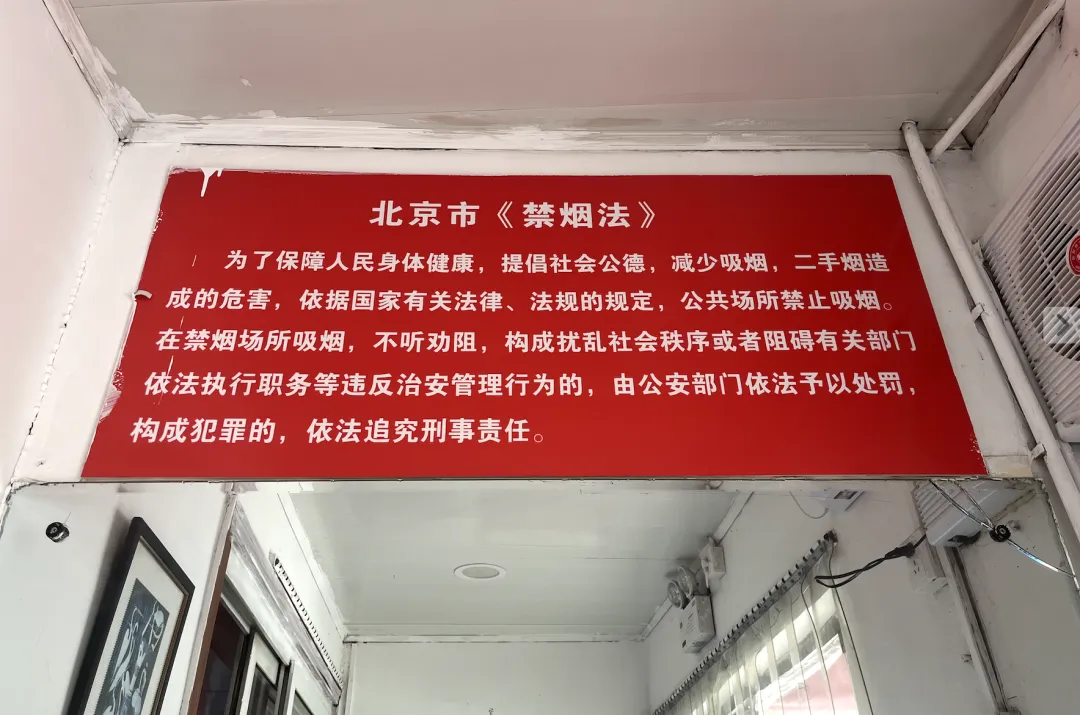 北京市《禁烟法》
为了保障人民身体健康，提倡社会公德，减少吸烟，二手烟造
成的危害，依据国家有关法律、法规的规定，公共场所禁止吸烟。
在禁烟场所吸烟，不听劝阻，构成扰乱社会秩序或者阻碍有关部门
依法执行职务等违反治安管理行为的，由公安部门依法予以处罚，
构成犯罪的，依法追究刑事责任。